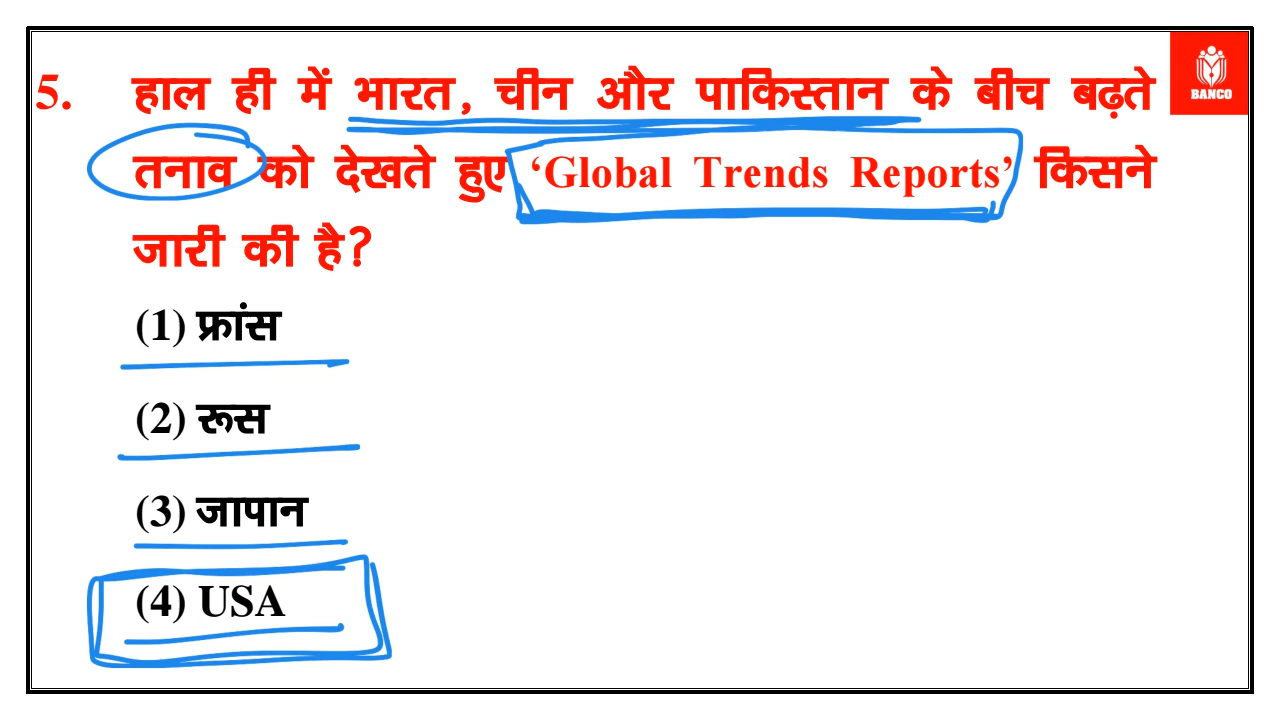 BANCO
5. हाल ही में भारत, चीन और पाकिस्तान के बीच बढ़ते
तनाव को देखते हुए ‘Global Trends Reports’ किसने
जारी की है?
(1) फ्रांस
(2) रूस
(3) जापान
(4) USA